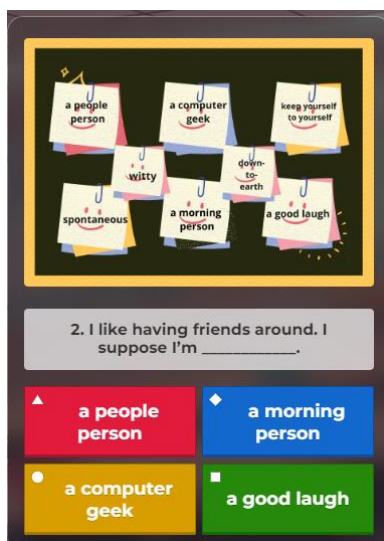 a people
person
a computer
geek
keep yourself
to yourself
witty
down-
to-
earth
spontaneous
a morning
person
a good laugh
2. I like having friends around. I
suppose I’m ____________.
a people
person
a morning
person
a computer
geek
a good laugh